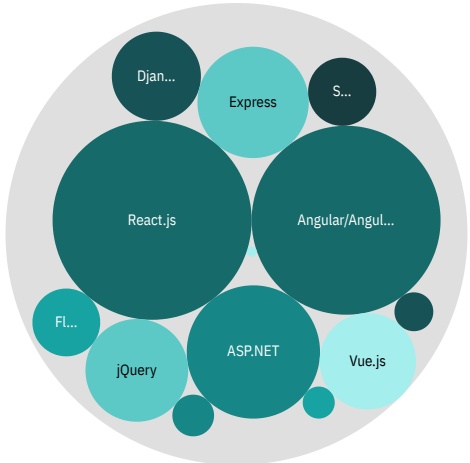 Djan...
Express
S...
React.js
Angular/Angul...
Fl...
jQuery
ASP.NET
Vue.js